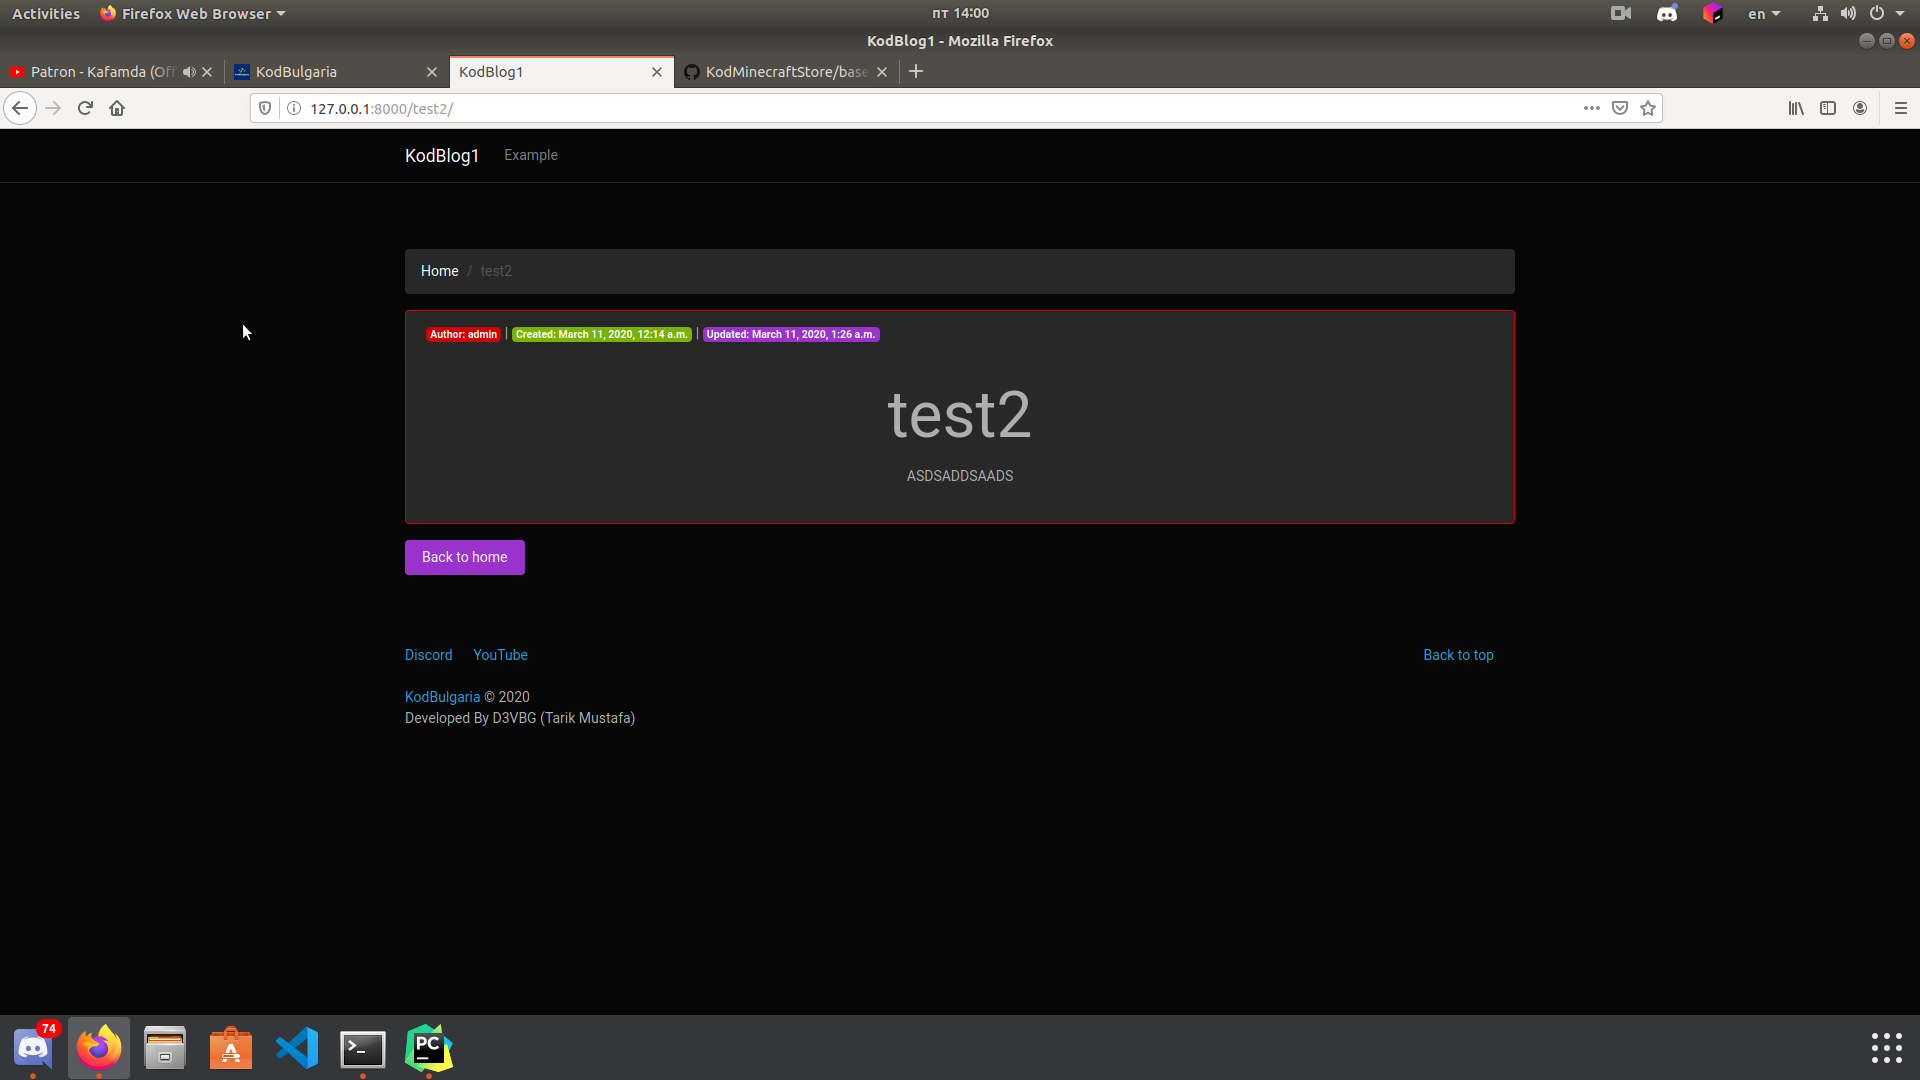 Activities Firefox Web Browser пт 14:00 en
KodBlog1 - Mozilla Firefox
Patron - Kafamda (Off KodBulgaria KodBlog1 KodMinecraftStore/base
127.0.0.1:8000/test2/
KodBlog1 Example
Home / test2
Author: admin | Created: March 11, 2020, 12:14 a.m. | Updated: March 11, 2020, 1:26 a.m.
test2
ASDSADDSAADS
Back to home
Discord YouTube Back to top
KodBulgaria © 2020
Developed By D3VBG (Tarik Mustafa)
74
PC